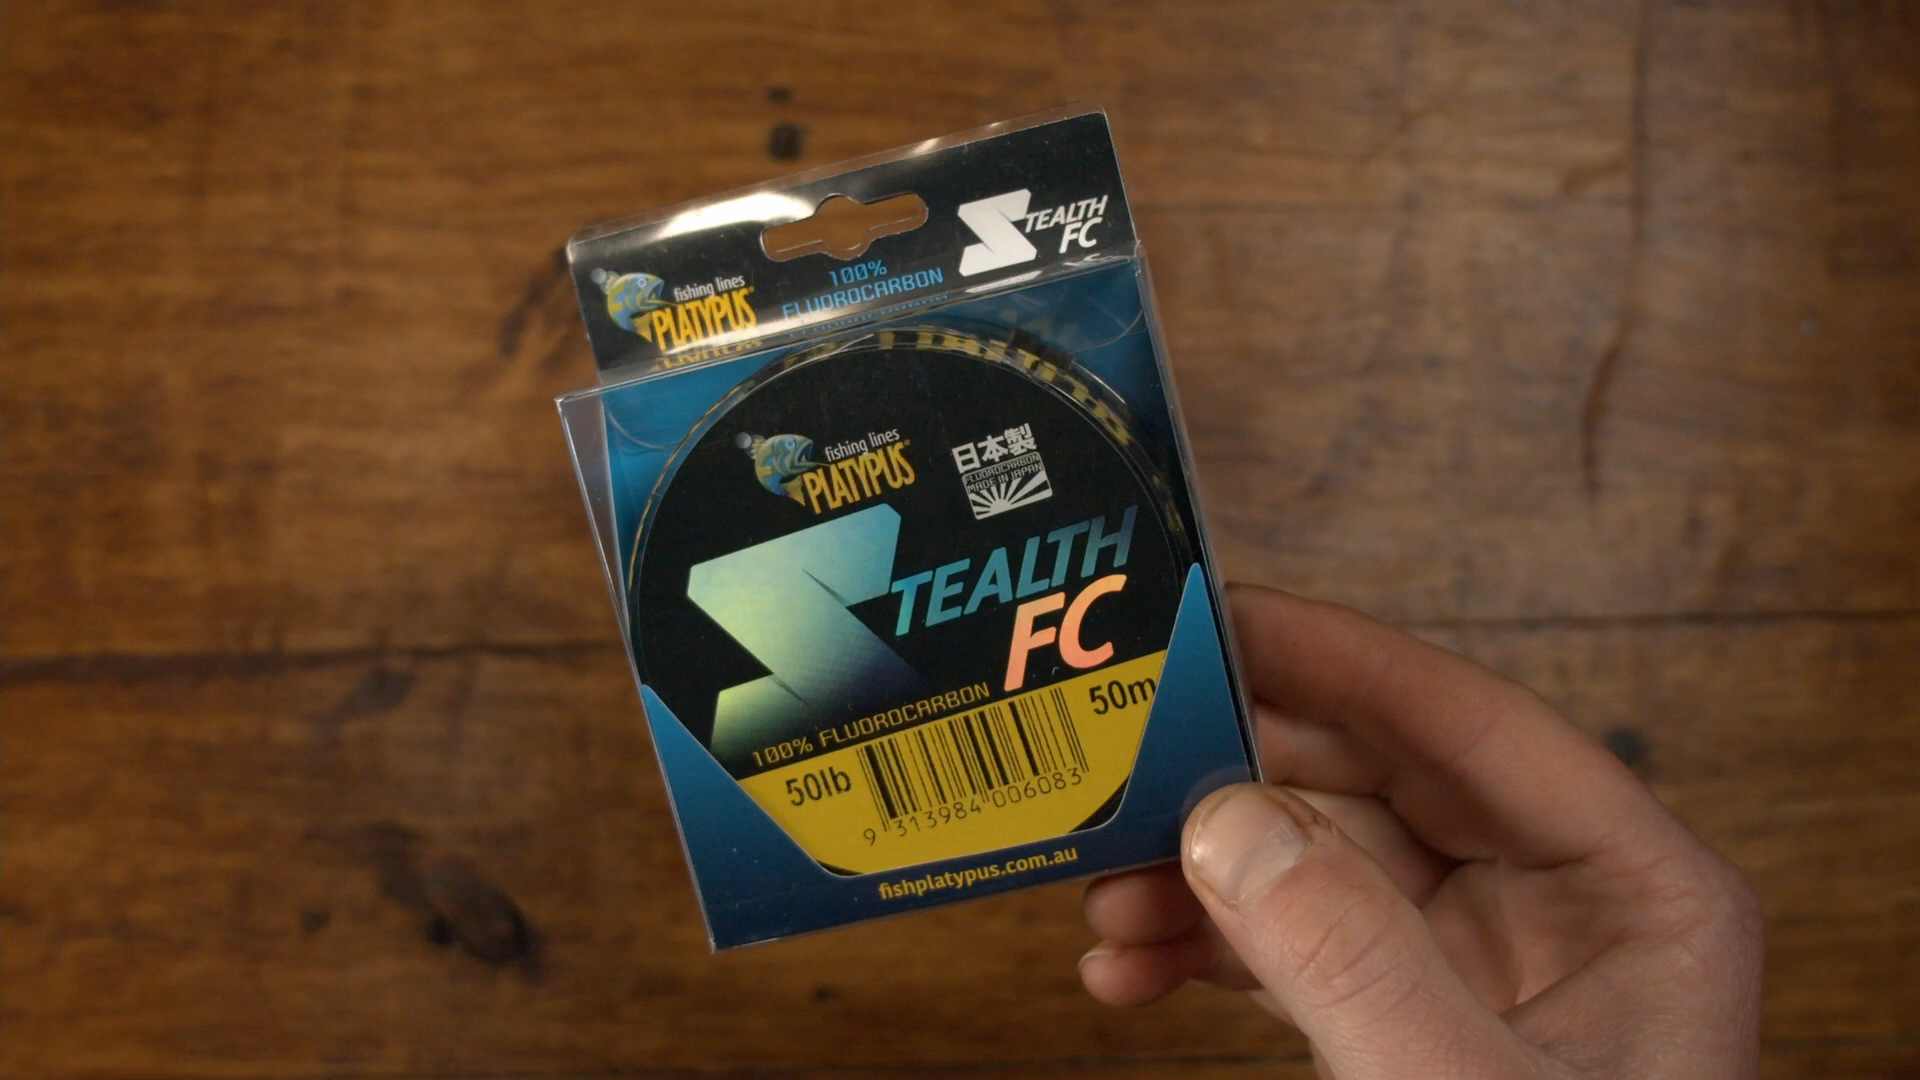 STEALTH
FC
fishing lines
PLATYPUS
100%
FLUOROCARBON
fishing lines
PLATYPUS
日本製
FLUOROCARBON
MADE IN JAPAN
STEALTH
FC
100% FLUOROCARBON
50lb
50m
9 313984 006083
fishplatypus.com.au